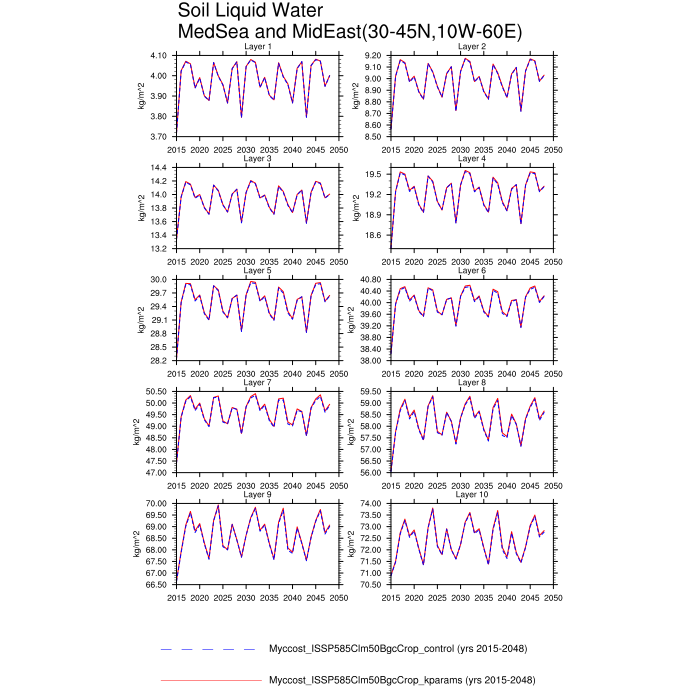 Soil Liquid Water
MedSea and MidEast(30-45N,10W-60E)
Layer 1
4.10
4.00
3.90
3.80
3.70
kg/m^2
2015 2020 2025 2030 2035 2040 2045 2050
Layer 2
9.20
9.10
9.00
8.90
8.80
8.70
8.60
8.50
kg/m^2
2015 2020 2025 2030 2035 2040 2045 2050
Layer 3
14.4
14.2
14.0
13.8
13.6
13.4
13.2
kg/m^2
2015 2020 2025 2030 2035 2040 2045 2050
Layer 4
19.5
19.2
18.9
18.6
kg/m^2
2015 2020 2025 2030 2035 2040 2045 2050
Layer 5
30.0
29.7
29.4
29.1
28.8
28.5
28.2
kg/m^2
2015 2020 2025 2030 2035 2040 2045 2050
Layer 6
40.80
40.40
40.00
39.60
39.20
38.80
38.40
38.00
kg/m^2
2015 2020 2025 2030 2035 2040 2045 2050
Layer 7
50.50
50.00
49.50
49.00
48.50
48.00
47.50
47.00
kg/m^2
2015 2020 2025 2030 2035 2040 2045 2050
Layer 8
59.50
59.00
58.50
58.00
57.50
57.00
56.50
56.00
kg/m^2
2015 2020 2025 2030 2035 2040 2045 2050
Layer 9
70.00
69.50
69.00
68.50
68.00
67.50
67.00
66.50
kg/m^2
2015 2020 2025 2030 2035 2040 2045 2050
Layer 10
74.00
73.50
73.00
72.50
72.00
71.50
71.00
70.50
kg/m^2
2015 2020 2025 2030 2035 2040 2045 2050
Myccost_ISSP585Clm50BgcCrop_control (yrs 2015-2048)
Myccost_ISSP585Clm50BgcCrop_kparams (yrs 2015-2048)